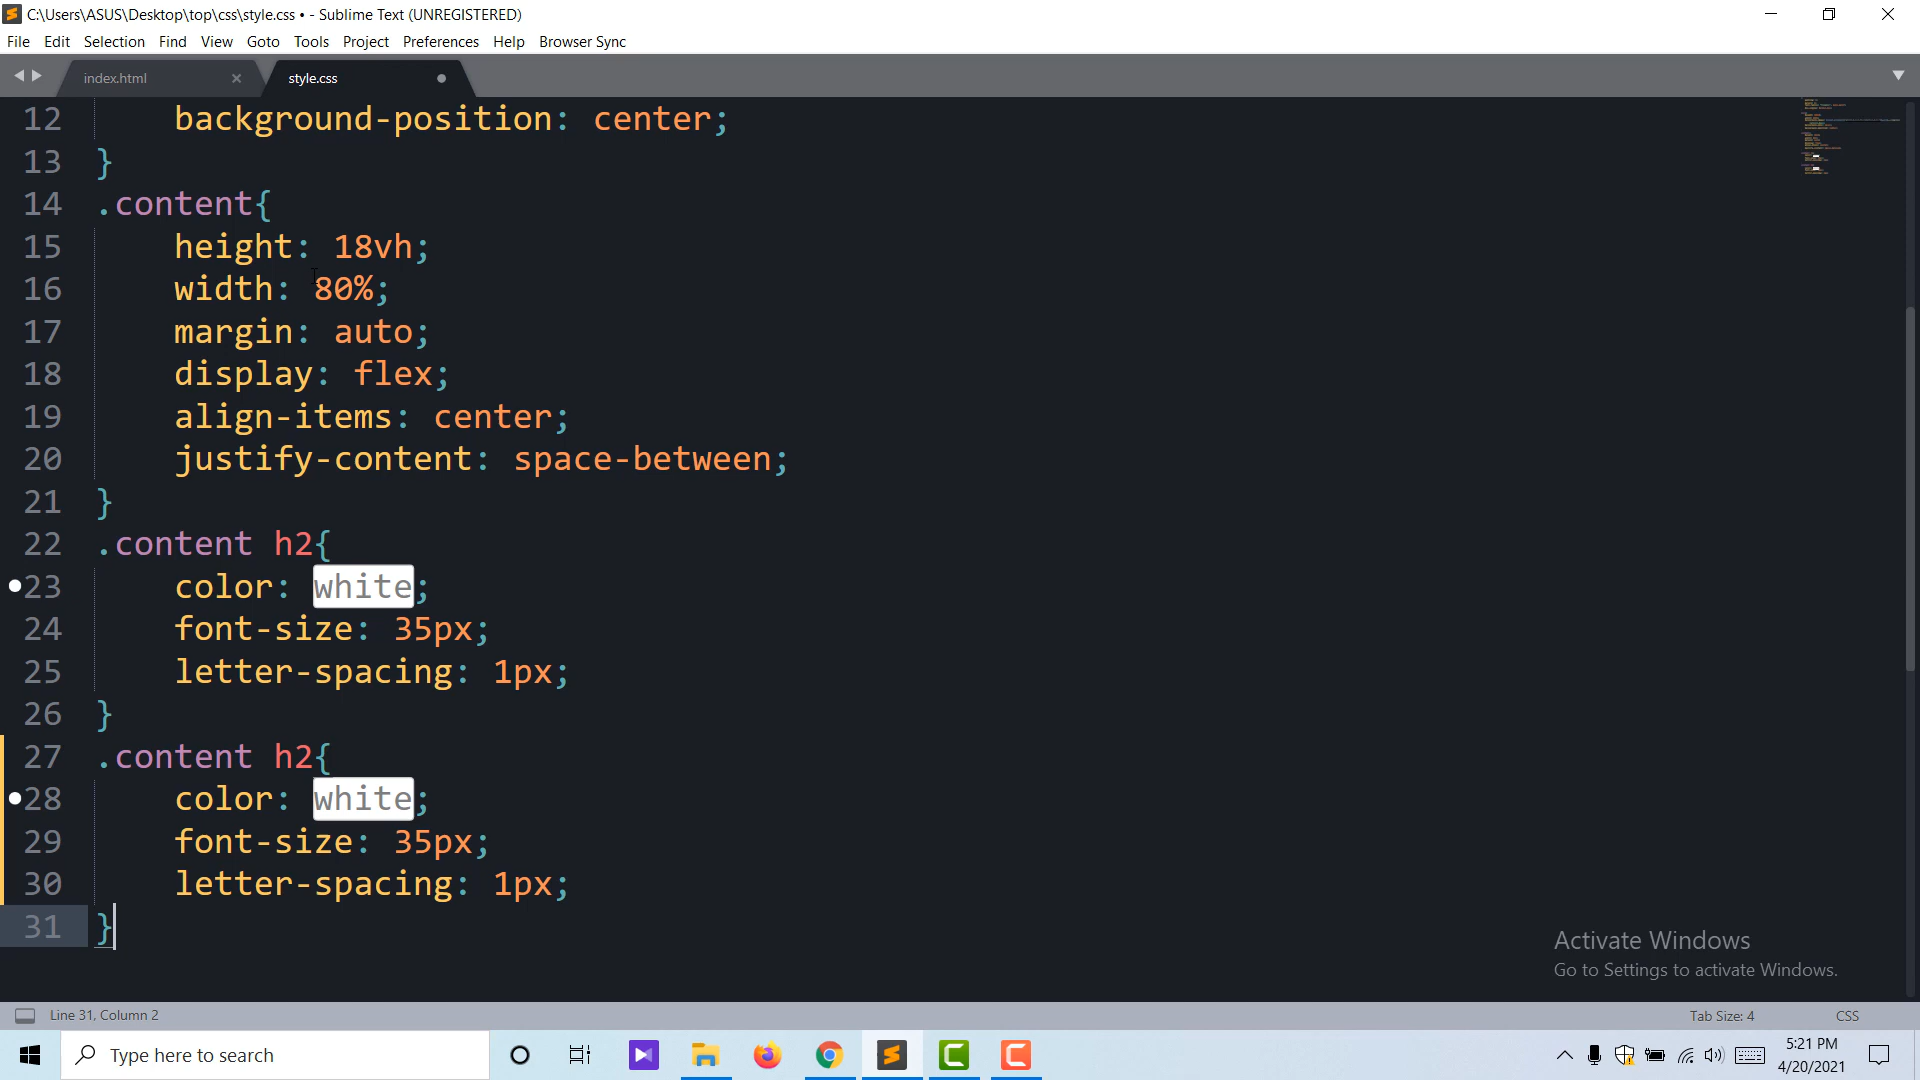 C:\Users\ASUS\Desktop\top\css\style.css • - Sublime Text (UNREGISTERED)
File Edit Selection Find View Goto Tools Project Preferences Help Browser Sync
index.html style.css
12 background-position: center;
13 }
14 .content{
15 height: 18vh;
16 width: 80%;
17 margin: auto;
18 display: flex;
19 align-items: center;
20 justify-content: space-between;
21 }
22 .content h2{
23 color: white;
24 font-size: 35px;
25 letter-spacing: 1px;
26 }
27 .content h2{
28 color: white;
29 font-size: 35px;
30 letter-spacing: 1px;
31 }
Activate Windows
Go to Settings to activate Windows.
Line 31, Column 2 Tab Size: 4 CSS
Type here to search
5:21 PM
4/20/2021